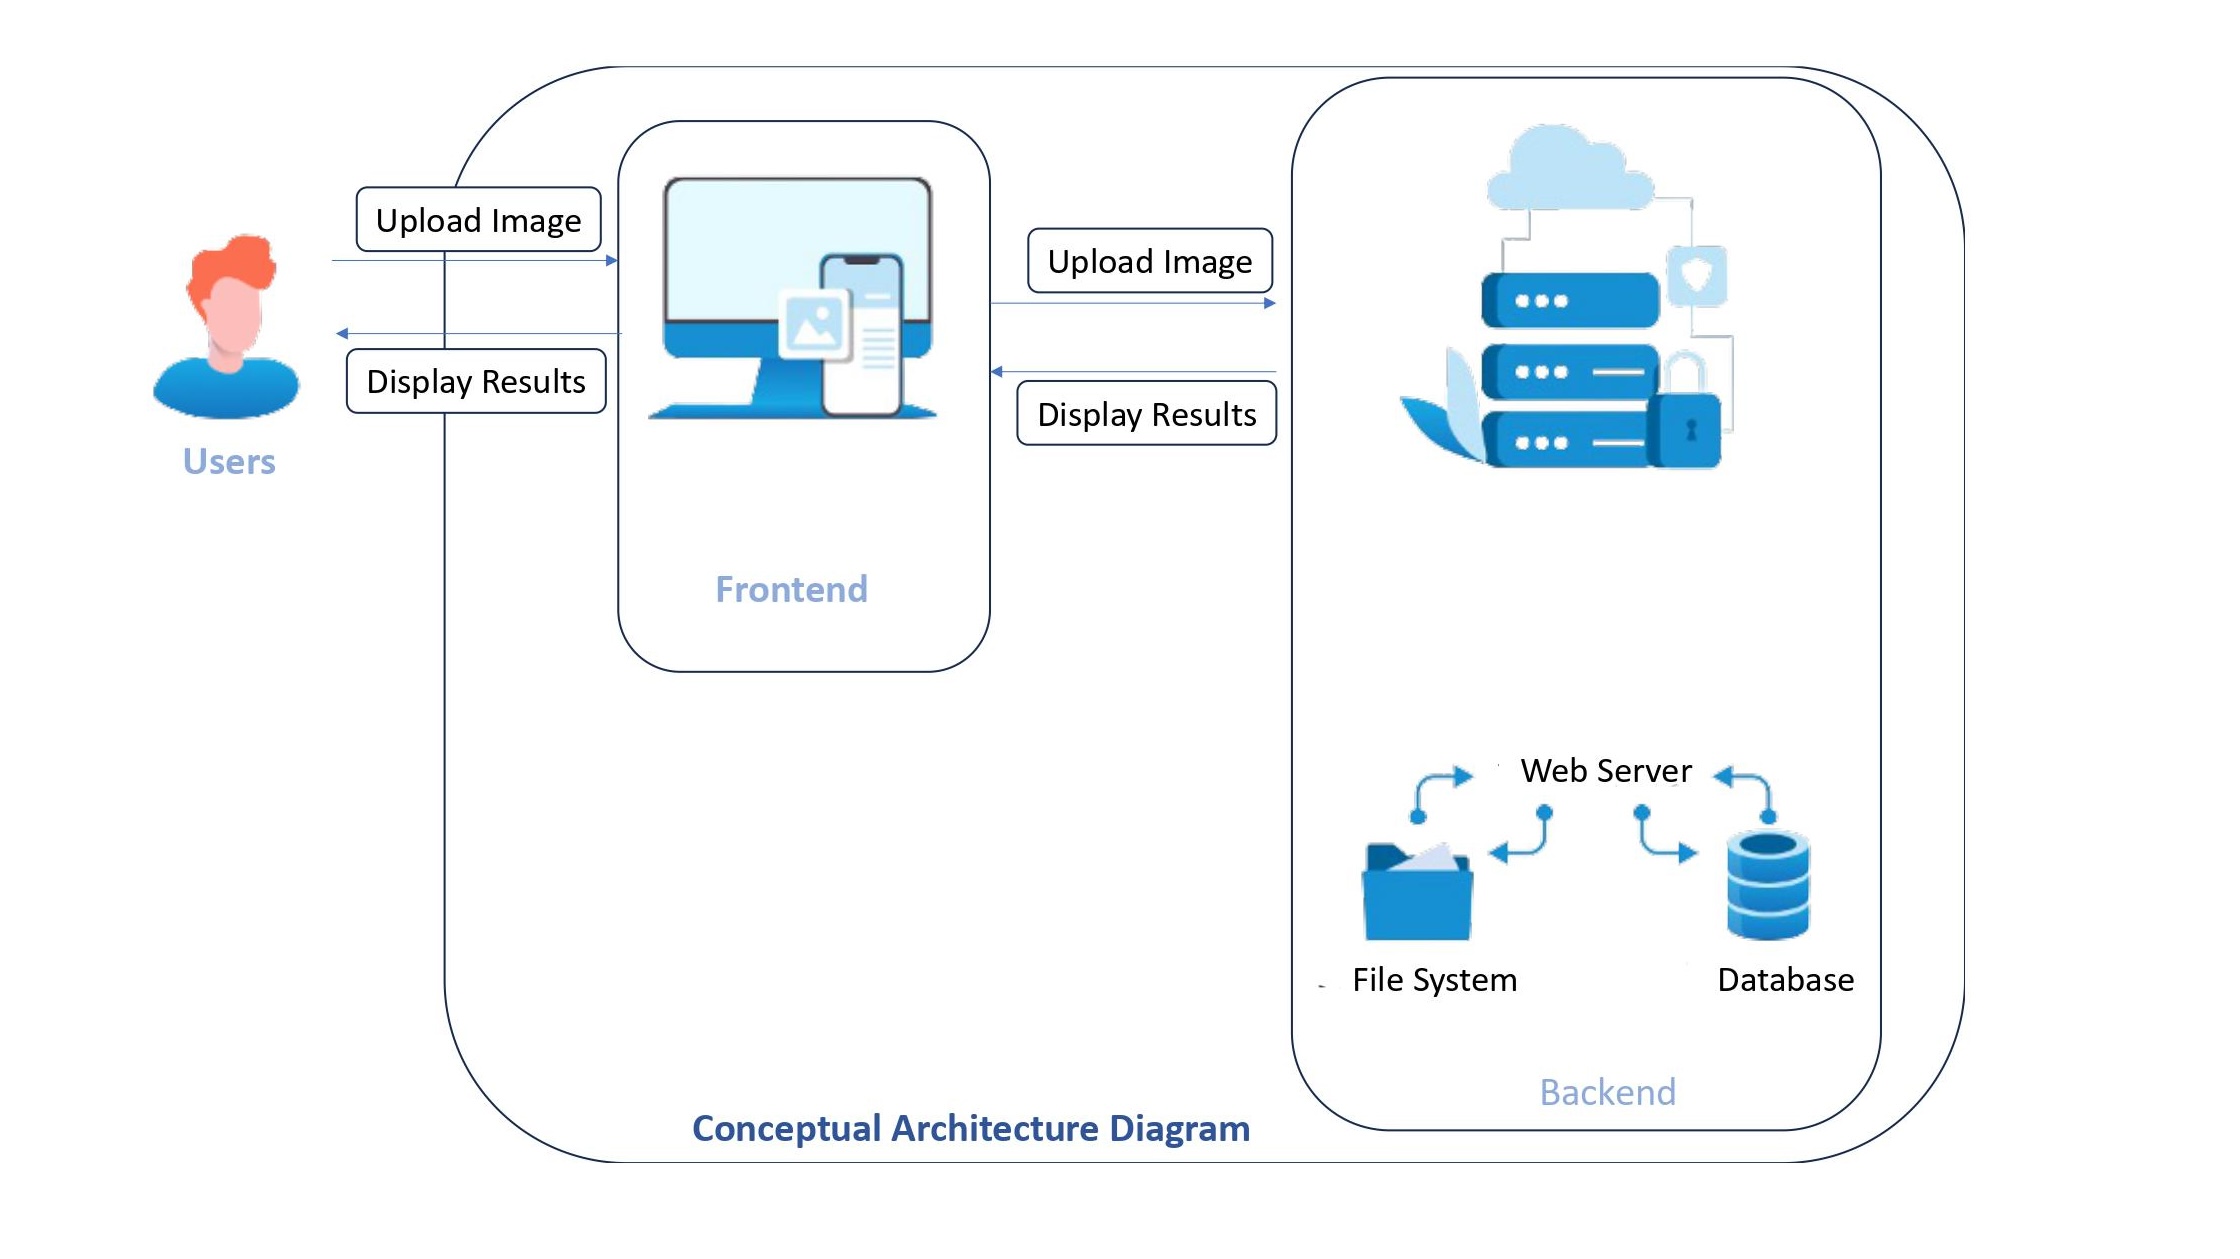 Upload Image
Upload Image
Display Results
Display Results
Users
Frontend
Web Server
File System
Database
Backend
Conceptual Architecture Diagram